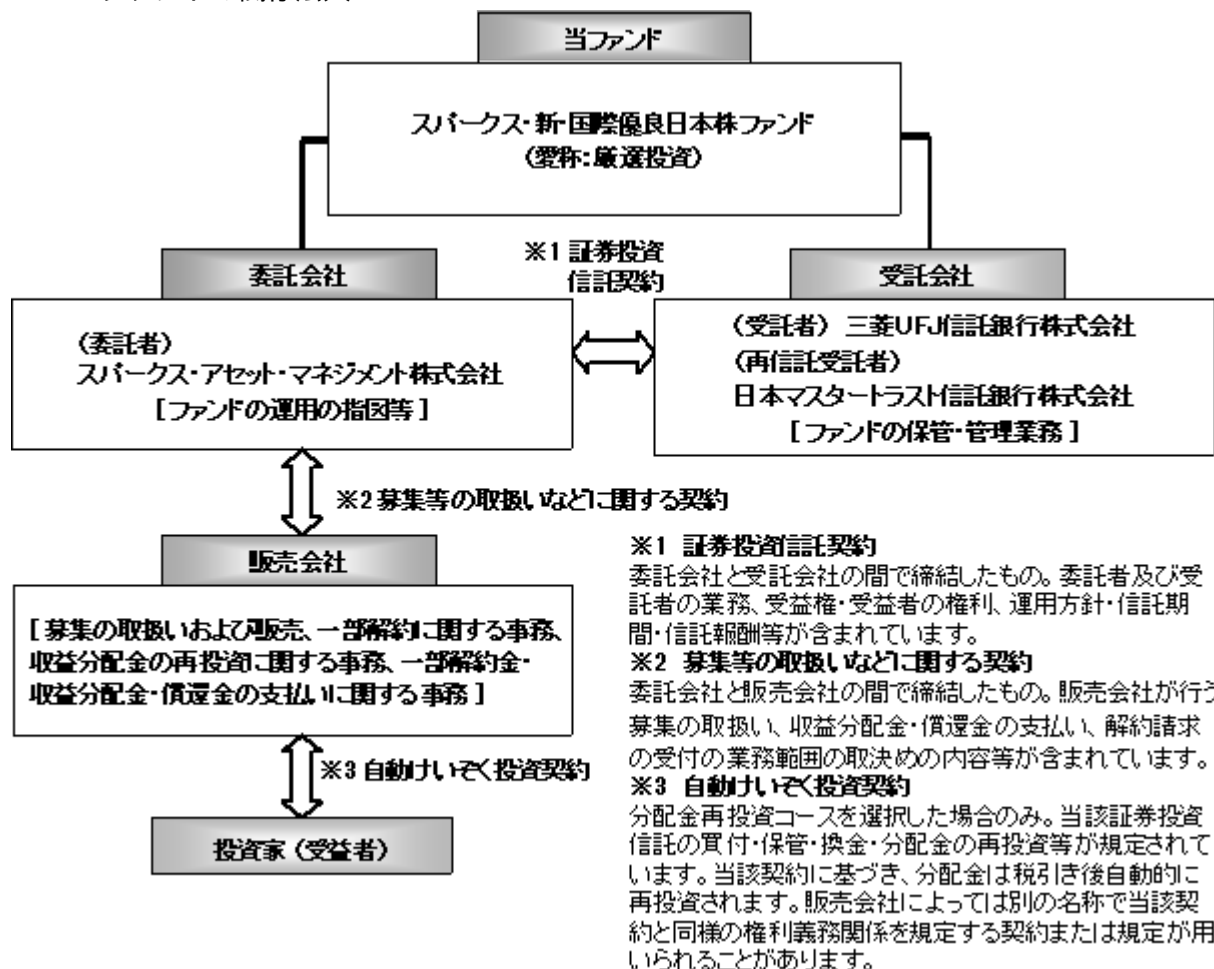 当ファンド
スパークス・新・国際優良日本株ファンド
（愛称：厳選投資）
※1 証券投資
信託契約
委託会社
（委託者）
スパークス・アセット・マネジメント株式会社
［ファンドの運用の指図等］
受託会社
（受託者） 三菱UFJ信託銀行株式会社
（再信託受託者）
日本マスタートラスト信託銀行株式会社
［ファンドの保管・管理業務］
※2 募集等の取扱いなどに関する契約
販売会社
［募集の取扱いおよび販売、一部解約に関する事務、
収益分配金の再投資に関する事務、一部解約金・
収益分配金・償還金の支払いに関する事務］
※3 自動けいぞく投資契約
投資家（受益者）
※1 証券投資信託契約
委託会社と受託会社の間で締結したもの。委託者及び受
託者の業務、受益権・受益者の権利、運用方針・信託期
間・信託報酬等が含まれています。
※2 募集等の取扱いなどに関する契約
委託会社と販売会社の間で締結したもの。販売会社が行う
募集の取扱い、収益分配金・償還金の支払い、解約請求
の受付の業務範囲の取決めの内容等が含まれています。
※3 自動けいぞく投資契約
分配金再投資コースを選択した場合のみ。当該証券投資
信託の買付・保管・換金・分配金の再投資等が規定されて
います。当該契約に基づき、分配金は税引き後自動的に
再投資されます。販売会社によっては別の名称で当該契
約と同様の権利義務関係を規定する契約または規定が用
いられることがあります。